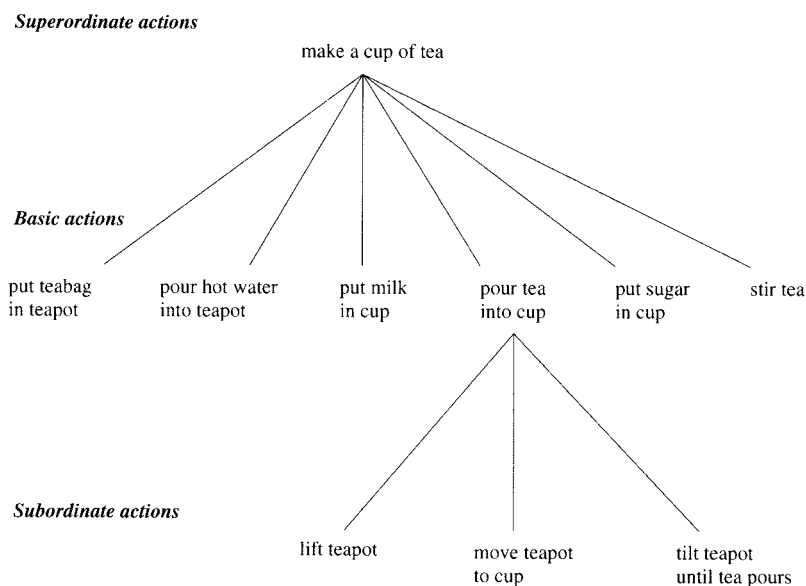 Superordinate actions
make a cup of tea
Basic actions
put teabag
in teapot
pour hot water
into teapot
put milk
in cup
pour tea
into cup
put sugar
in cup
stir tea
Subordinate actions
lift teapot
move teapot
to cup
tilt teapot
until tea pours